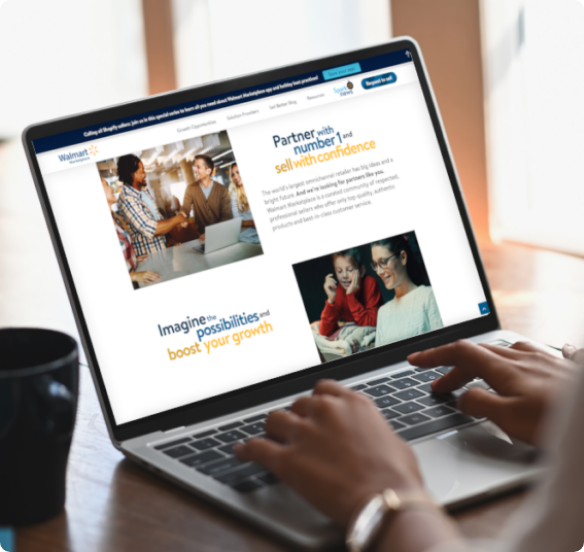 Calling all Shopify sellers: Join us in this special series to learn all you need about Walmart Marketplace app and holiday best practices!
Walmart
Marketplace
Growth Opportunities
Solution Providers
Sell Better Blog
Resources
news
Request to sell
Partner with
number 1 and
sell with confidence
The world's largest omnichannel retailer has big ideas and a
bright future. And we're looking for partners like you.
Walmart Marketplace is a curated community of respected,
professional sellers who offer only top quality, authentic
products and best-in-class customer service.
Imagine the
possibilities and
boost your growth